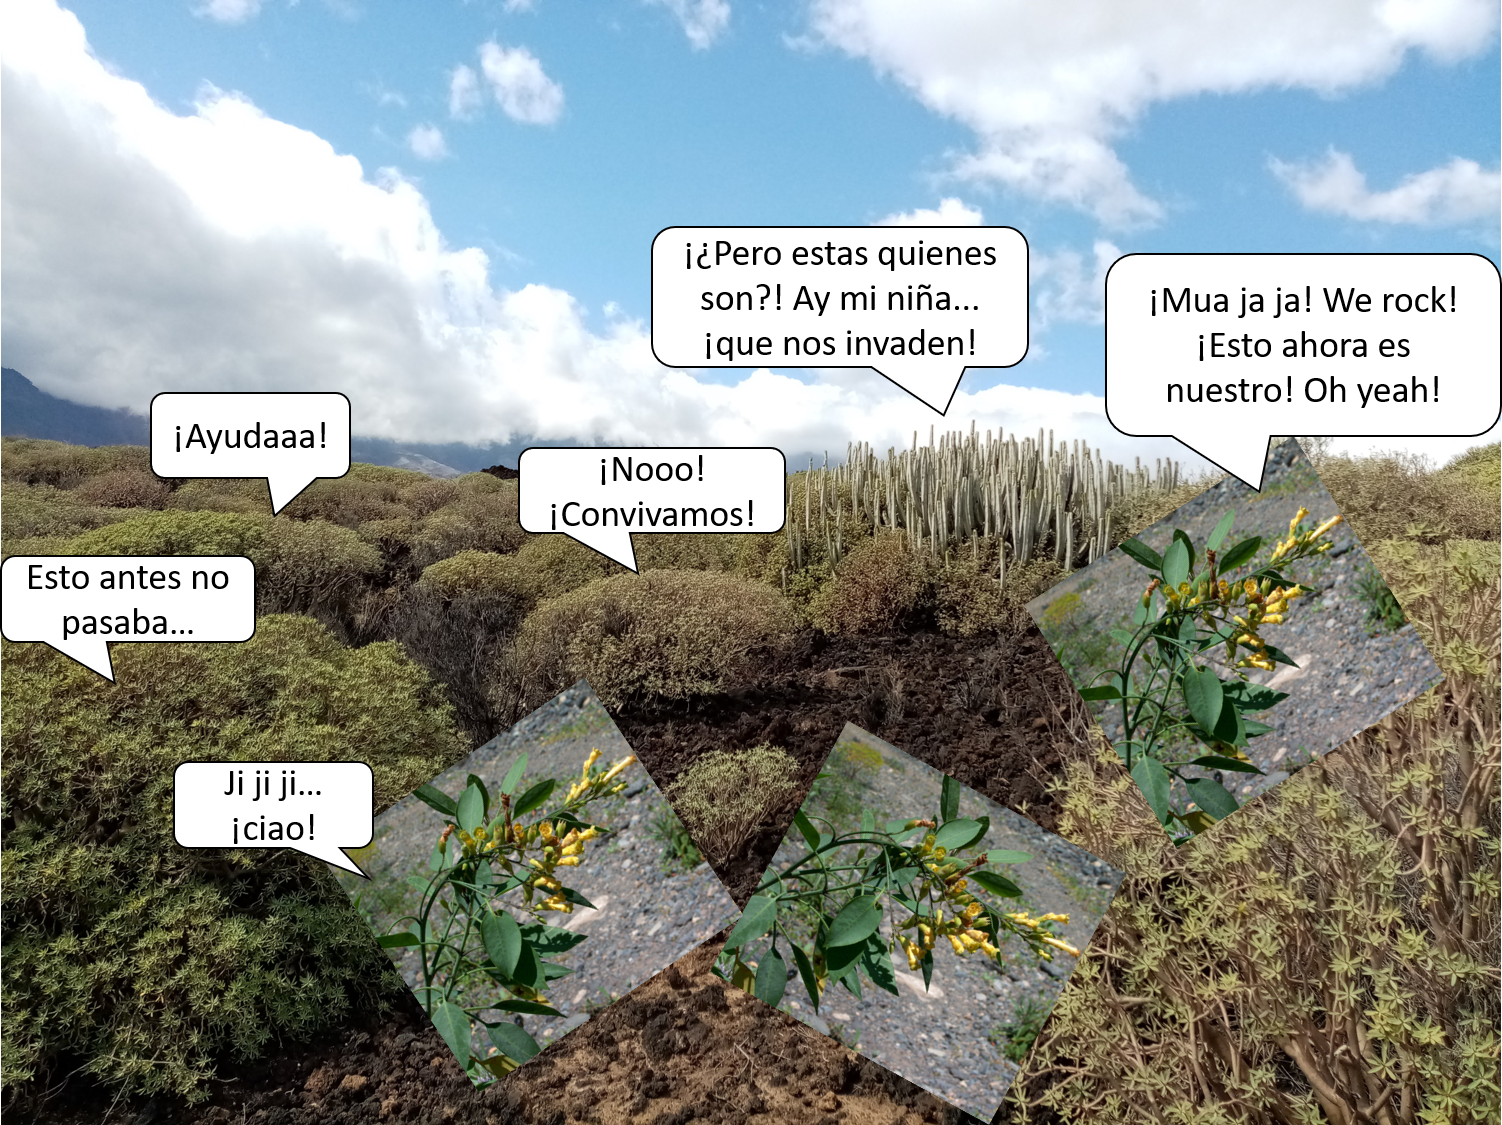 ¡¿Pero estas quienes
son?! Ay mi niña...
¡que nos invaden!
¡Mua ja ja! We rock!
¡Esto ahora es
nuestro! Oh yeah!
¡Ayudaaa!
¡Nooo!
¡Convivamos!
Esto antes no
pasaba...
Ji ji ji...
¡ciao!